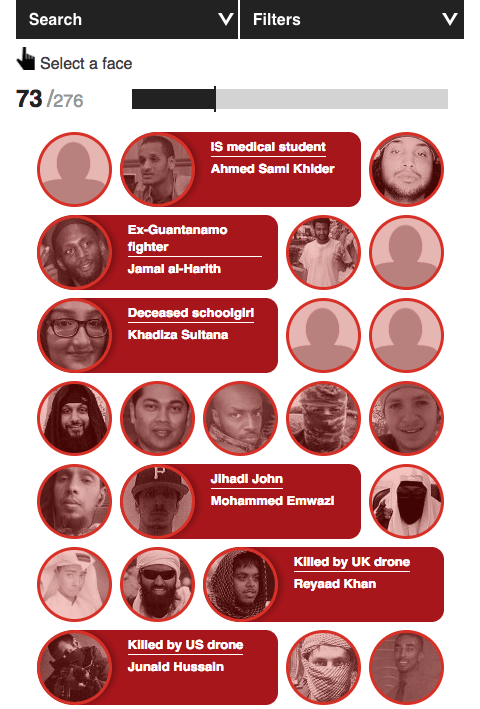 Search
Filters
Select a face
73 /276
IS medical student
Ahmed Sami Khider
Ex-Guantanamo
fighter
Jamal al-Harith
Deceased schoolgirl
Khadiza Sultana
Jihadi John
Mohammed Emwazi
P
Killed by UK drone
Reyaad Khan
Killed by US drone
Junaid Hussain